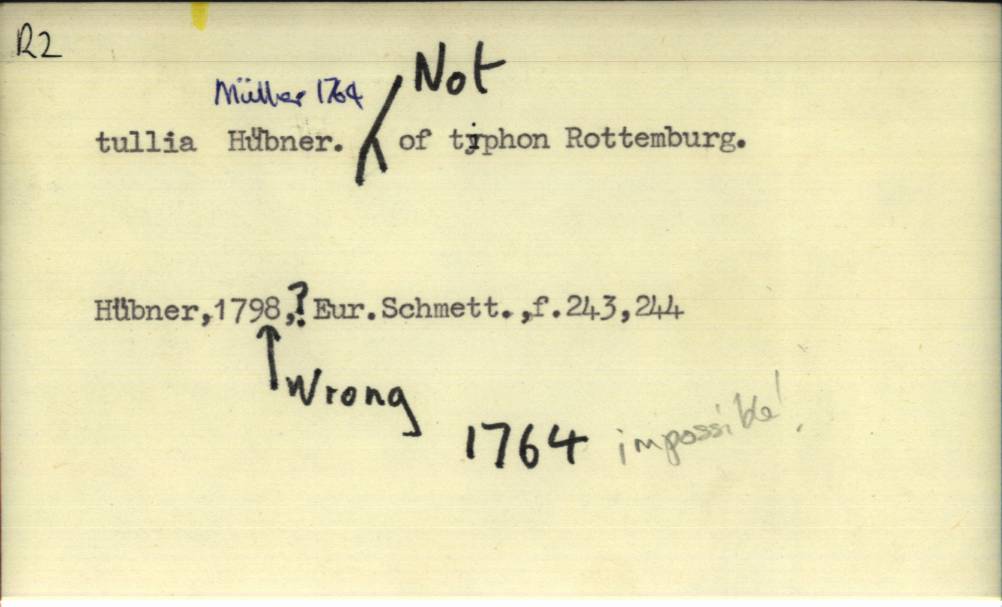 R2
Not
Müller 1764
tullia Hübner. of typhon Rottemburg.
Hübner,1798,? Eur.Schmett.,f.243,244
Wrong
1764 impossible!